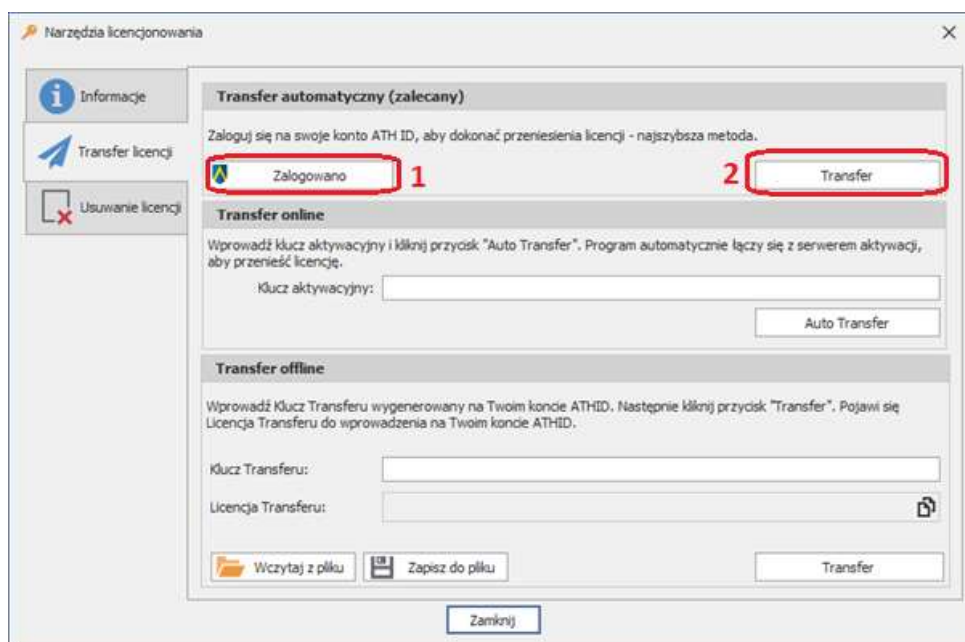 Narzędzia licencjonowania
Informacje
Transfer licencji
Usuwanie licencji
Transfer automatyczny (zalecany)
Zaloguj się na swoje konto ATH ID, aby dokonać przeniesienia licencji - najszybsza metoda.
Zalogowano 1 2 Transfer
Transfer online
Wprowadź klucz aktywacyjny i kliknij przycisk "Auto Transfer". Program automatycznie łączy się z serwerem aktywacji,
aby przenieść licencję.
Klucz aktywacyjny:
Auto Transfer
Transfer offline
Wprowadź Klucz Transferu wygenerowany na Twoim koncie ATHID. Następnie kliknij przycisk "Transfer". Pojawi się
Licencja Transferu do wprowadzenia na Twoim koncie ATHID.
Klucz Transferu:
Licencja Transferu:
Wczytaj z pliku Zapisz do pliku Transfer
Zamknij